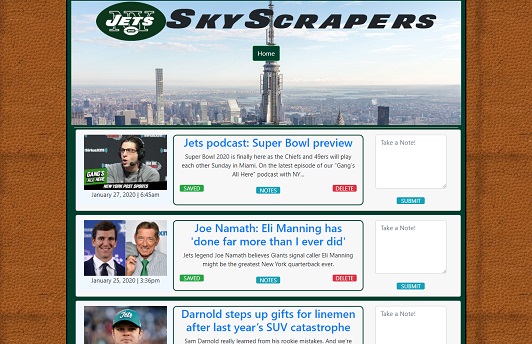 NY
JETS
SKYSCRAPERS
Home
GANG'S
ALL HERE
NEW YORK POST SPORTS
January 27, 2020 | 6:45am
Jets podcast: Super Bowl preview
Super Bowl 2020 is finally here as the Chiefs and 49ers will play
each other Sunday in Miami. On the latest episode of our "Gang's
All Here" podcast with NY...
SAVED
NOTES
DELETE
Take a Note!
SUBMIT
January 25, 2020 | 3:36pm
Joe Namath: Eli Manning has
'done far more than I ever did'
Jets legend Joe Namath believes Giants signal caller Eli Manning
might be the greatest New York quarterback ever.
SAVED
NOTES
DELETE
Take a Note!
SUBMIT
Jets
Darnold steps up gifts for linemen
after last year's SUV catastrophe
Sam Darnold really learned from his rookie mistakes. And we're
Take a Note!